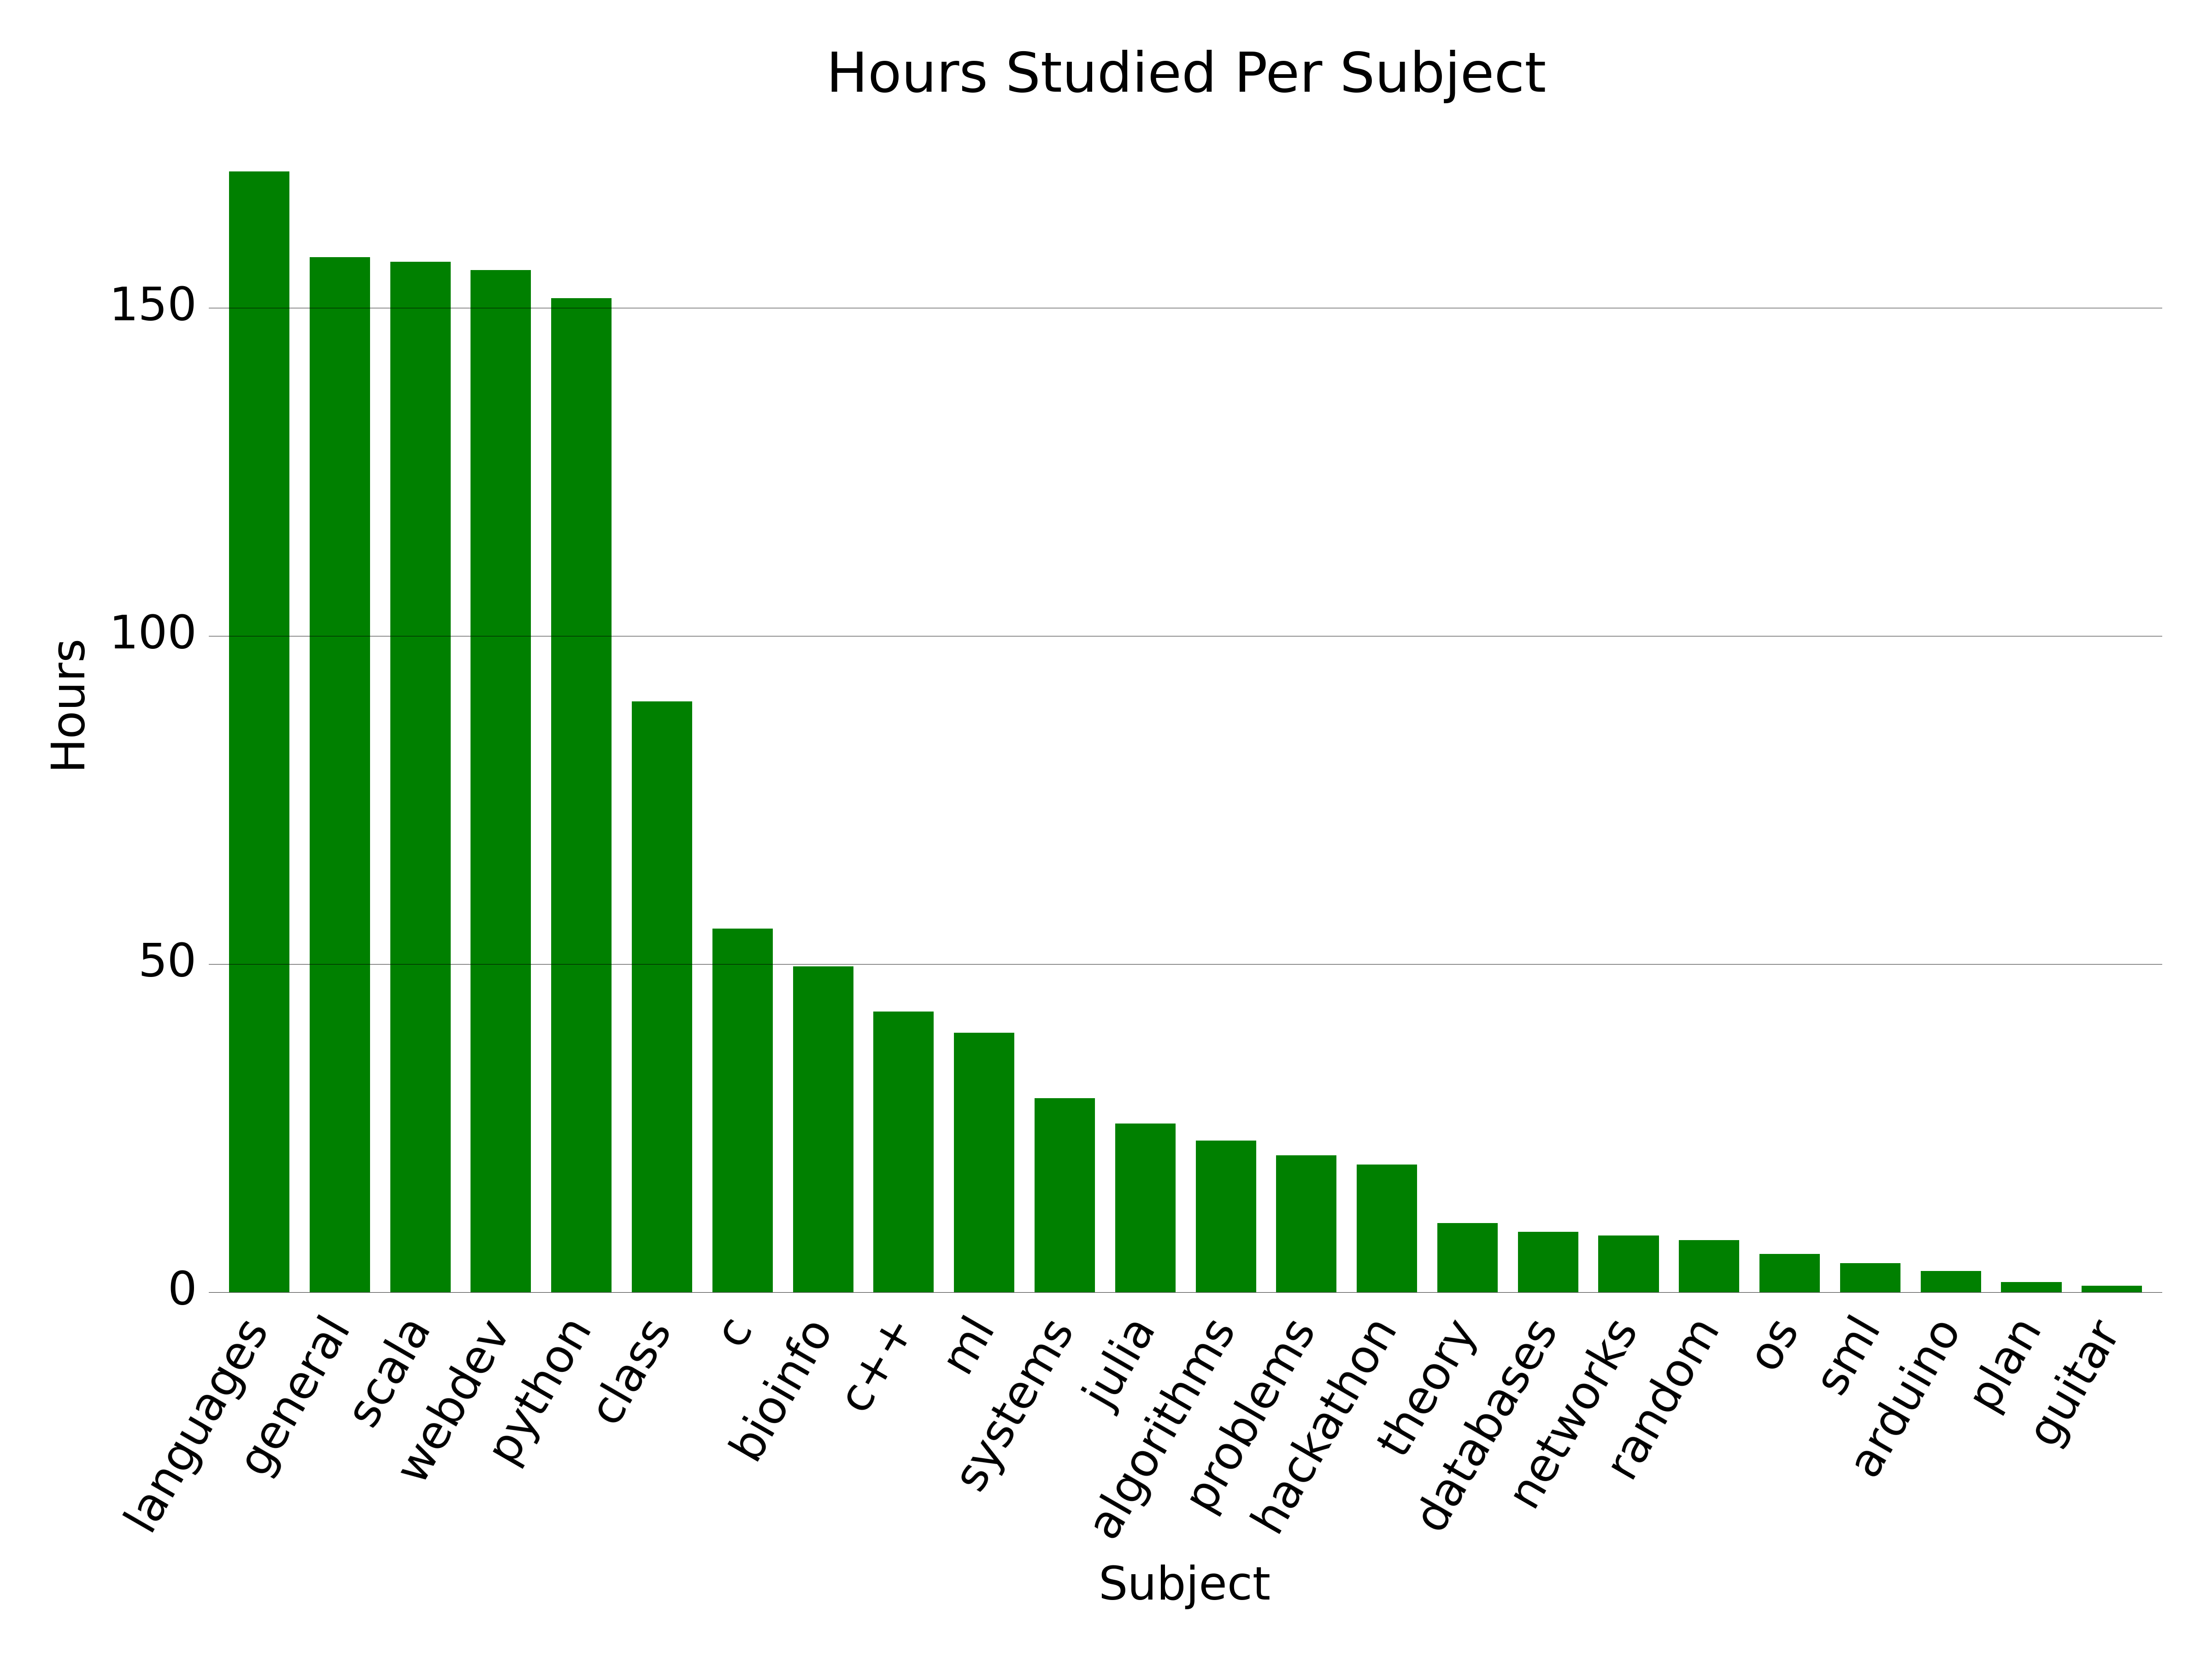 Hours Studied Per Subject
Hours
150
100
50
0
languages
general
scala
webdev
python
class
c
bioinfo
c++
ml
systems
julia
algorithms
problems
hackathon
theory
databases
networks
random
os
sml
arduino
plan
guitar
Subject